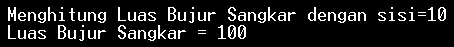 Menghitung Luas Bujur Sangkar dengan sisi=10
Luas Bujur Sangkar = 100